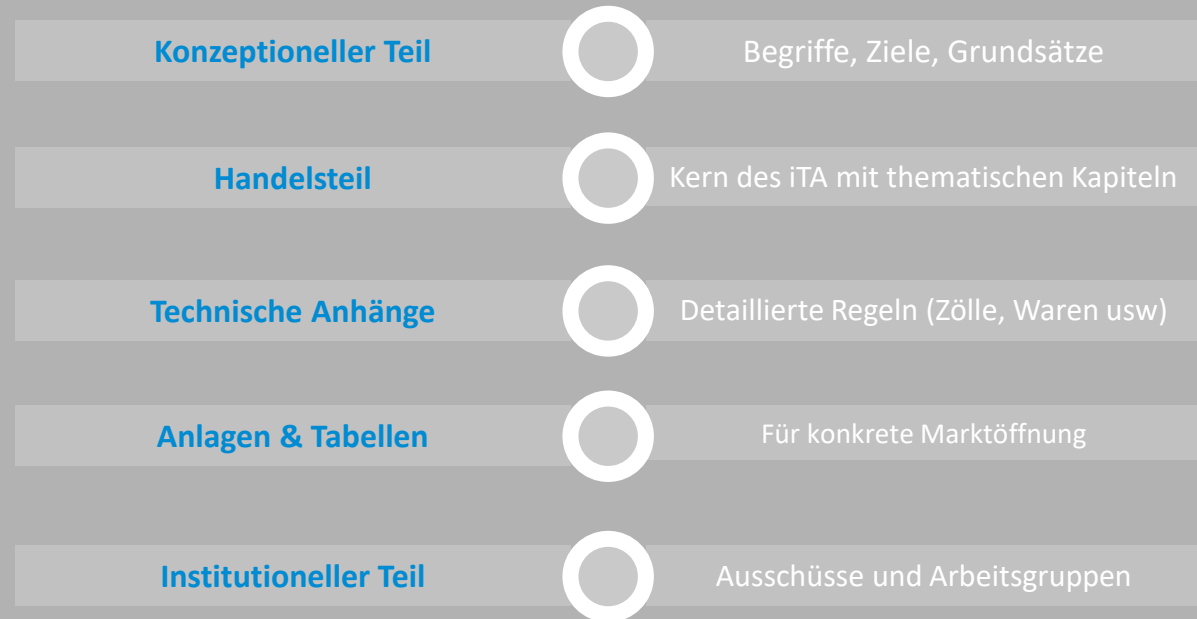 Konzeptioneller Teil
Begriffe, Ziele, Grundsätze
Handelsteil
Kern des iTA mit thematischen Kapiteln
Technische Anhänge
Detaillierte Regeln (Zölle, Waren usw)
Anlagen & Tabellen
Für konkrete Marktöffnung
Institutioneller Teil
Ausschüsse und Arbeitsgruppen